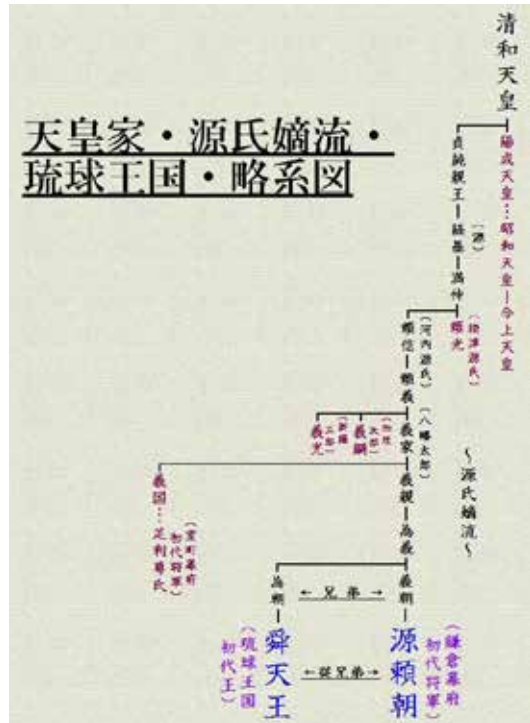 天皇家・源氏嫡流・
琉球王国・略系図
清和天皇
陽成天皇…昭和天皇ー今上天皇
貞純親王ー経基ー満仲
(源)
頼光
(摂津源氏)
頼信ー頼義
(河内源氏)
義家
(八幡太郎)
義綱
義光
義親ー為義
義国…足利尊氏
(室町幕府
初代将軍)
~源氏嫡流~
義朝
←兄弟→
為朝
源頼朝
(鎌倉幕府
初代将軍)
←従兄弟→
舜天王
(琉球王国
初代王)